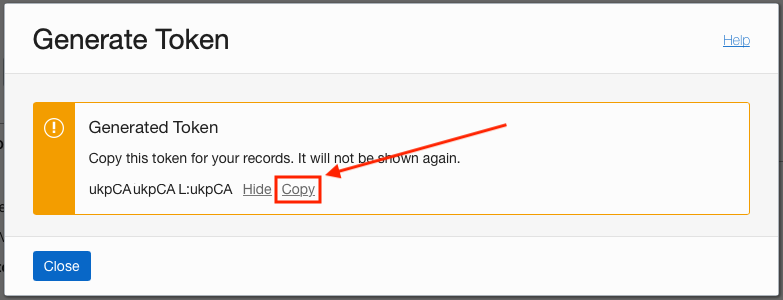 Generate Token
Help
Generated Token
Copy this token for your records. It will not be shown again.
ukpCAukpCA L:ukpCA Hide Copy
Close